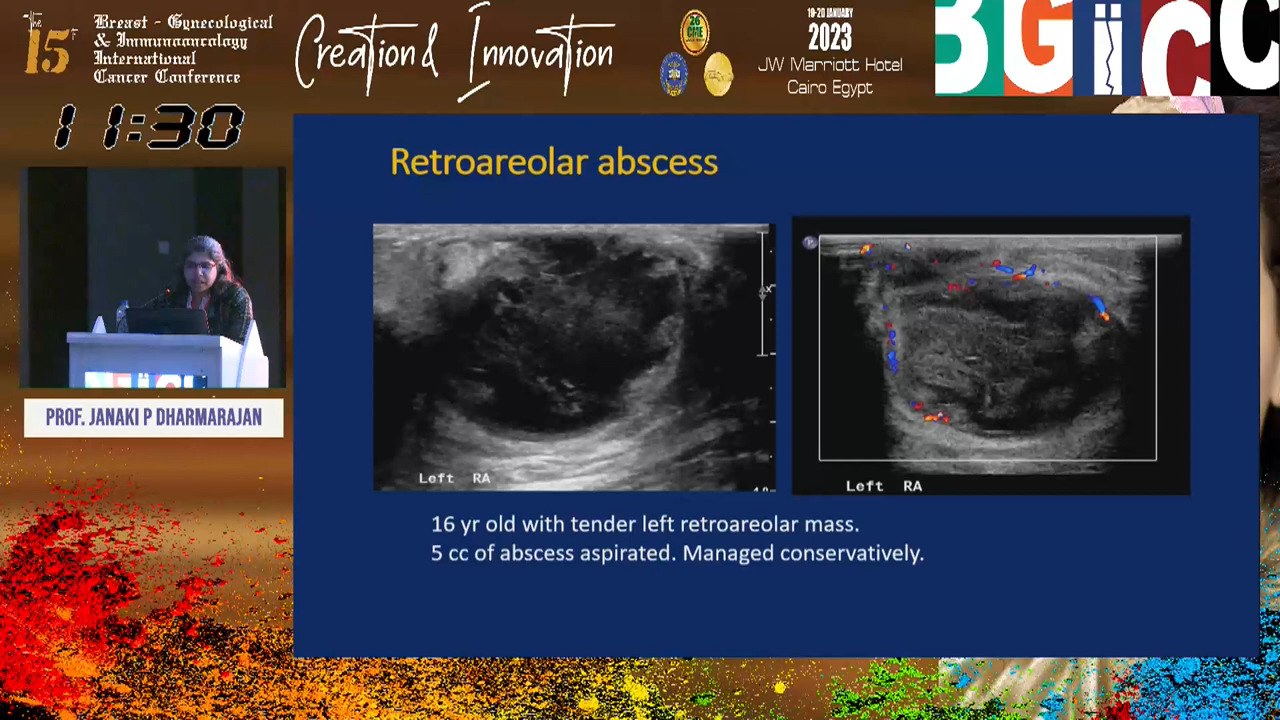 The
15th
Breast - Gynecological
& Immunooncology
International
Cancer Conference
Creation & Innovation
18-20 JANUARY
2023
JW Marriott Hotel
Cairo Egypt
BGICC
11:30
PROF. JANAKI P DHARMARAJAN
Retroareolar abscess
Left RA
P
Left RA
16 yr old with tender left retroareolar mass.
5 cc of abscess aspirated. Managed conservatively.